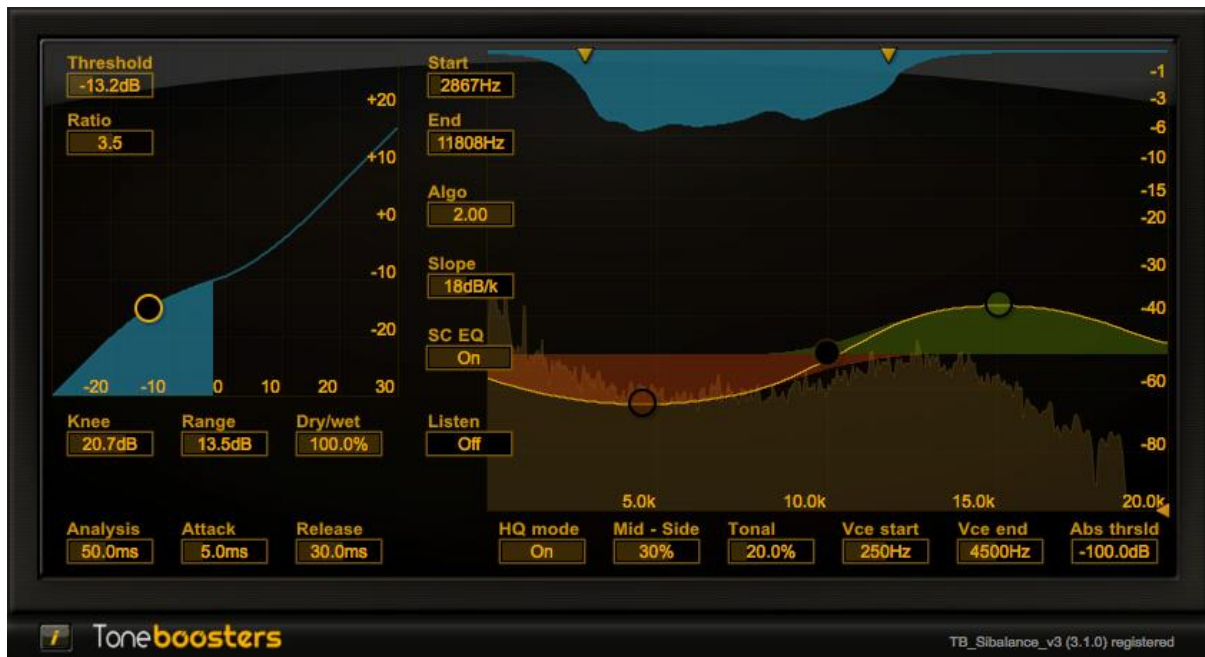 Threshold
-13.2dB
Ratio
3.5
+20
+10
+0
-10
-20
-20 -10 0 10 20 30
Start
2867Hz
End
11808Hz
Algo
2.00
Slope
18dB/k
SC EQ
On
Listen
Off
-1
-3
-6
-10
-15
-20
-30
-40
-60
-80
5.0k 10.0k 15.0k 20.0k
Knee Range Dry/wet
20.7dB 13.5dB 100.0%
Analysis Attack Release
50.0ms 5.0ms 30.0ms
HQ mode Mid - Side Tonal Vce start Vce end Abs thrsld
On 30% 20.0% 250Hz 4500Hz -100.0dB
i Toneboosters
TB_Sibalance_v3 (3.1.0) registered